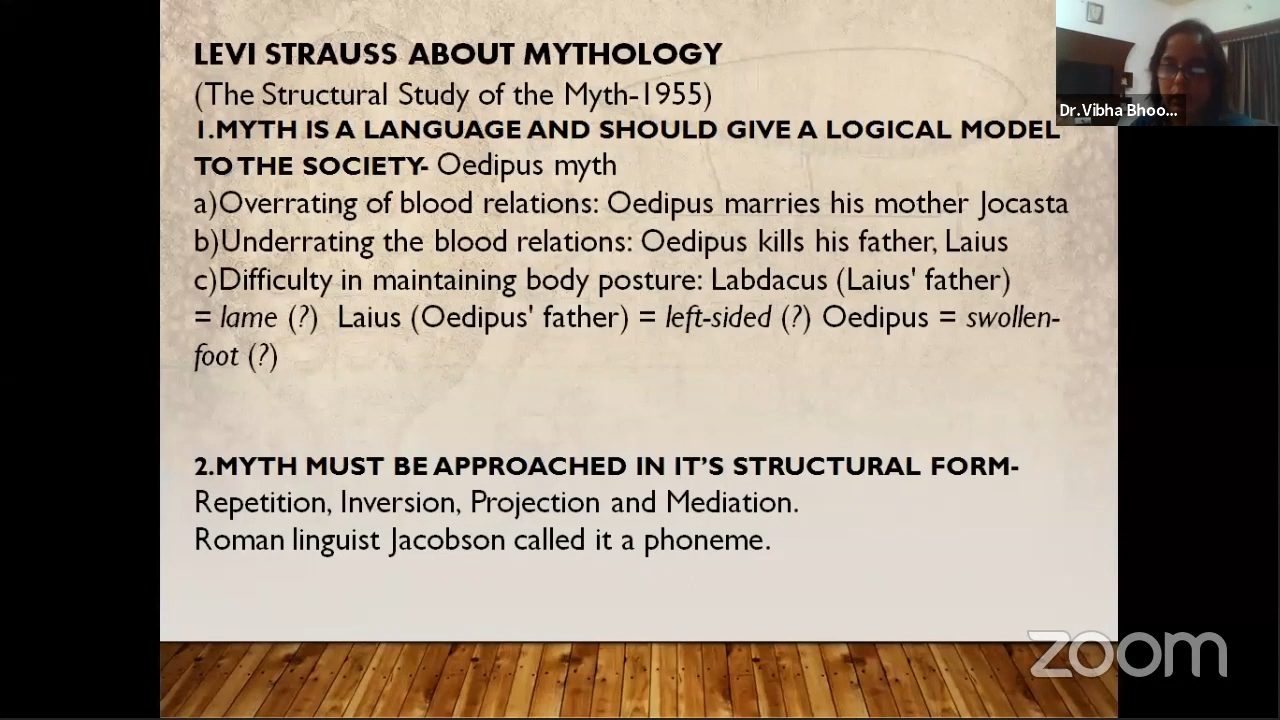 LEVI STRAUSS ABOUT MYTHOLOGY
(The Structural Study of the Myth-1955)
1.MYTH IS A LANGUAGE AND SHOULD GIVE A LOGICAL MODEL
TO THE SOCIETY- Oedipus myth
a)Overrating of blood relations: Oedipus marries his mother Jocasta
b)Underrating the blood relations: Oedipus kills his father, Laius
c)Difficulty in maintaining body posture: Labdacus (Laius' father)
= lame (?)  Laius (Oedipus' father) = left-sided (?) Oedipus = swollen-
foot (?)
2.MYTH MUST BE APPROACHED IN IT’S STRUCTURAL FORM-
Repetition, Inversion, Projection and Mediation.
Roman linguist Jacobson called it a phoneme.
Dr.Vibha Bhoo...
zoom